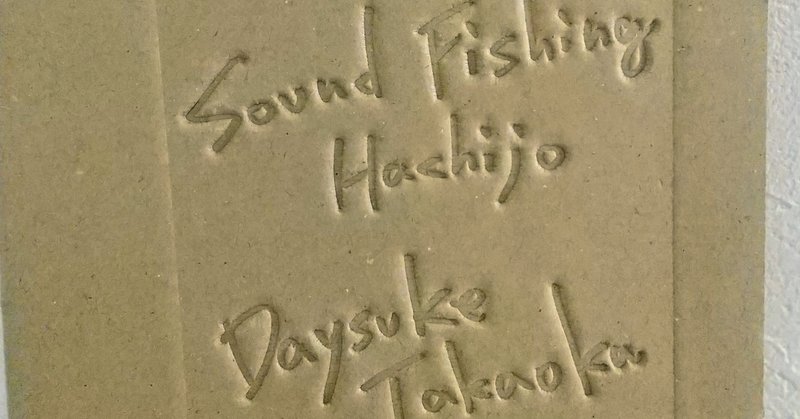 Sound Fishing
Hachijo
Daysuke
Takaoka